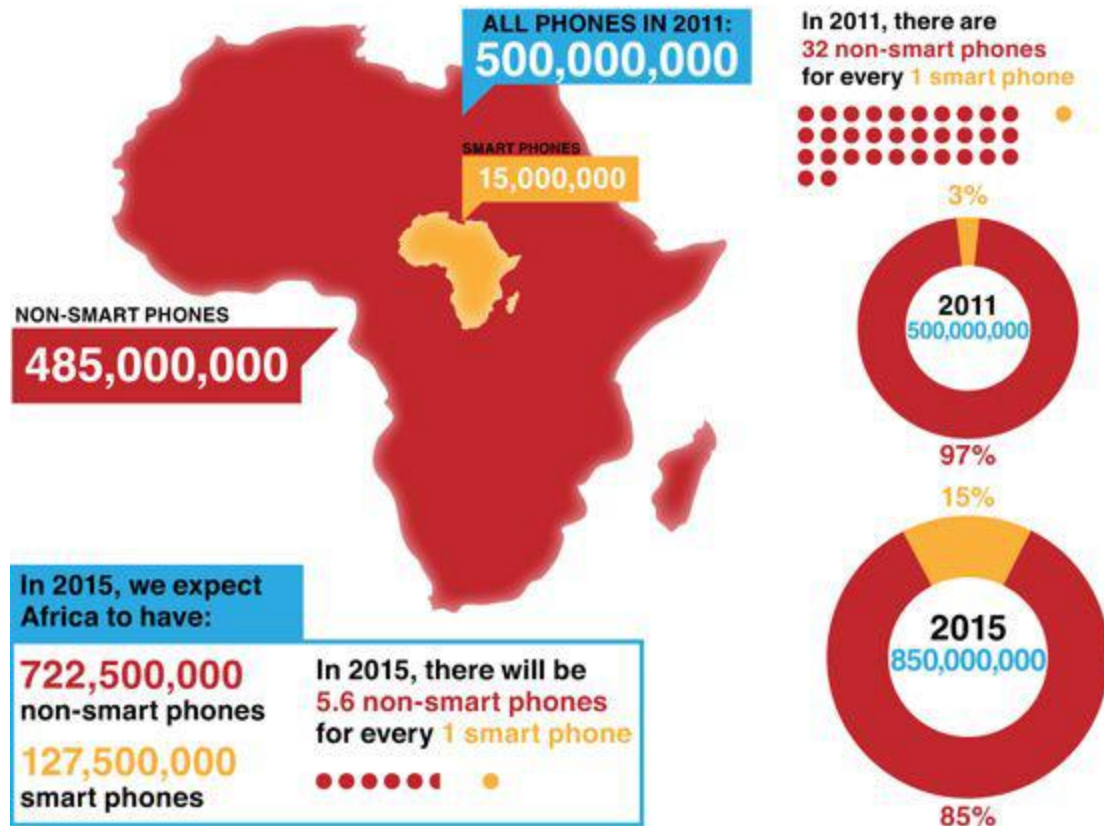 ALL PHONES IN 2011:
500,000,000
SMART PHONES
15,000,000
NON-SMART PHONES
485,000,000
In 2011, there are
32 non-smart phones
for every 1 smart phone
3%
2011
500,000,000
97%
15%
2015
850,000,000
85%
In 2015, we expect
Africa to have:
722,500,000
non-smart phones
127,500,000
smart phones
In 2015, there will be
5.6 non-smart phones
for every 1 smart phone